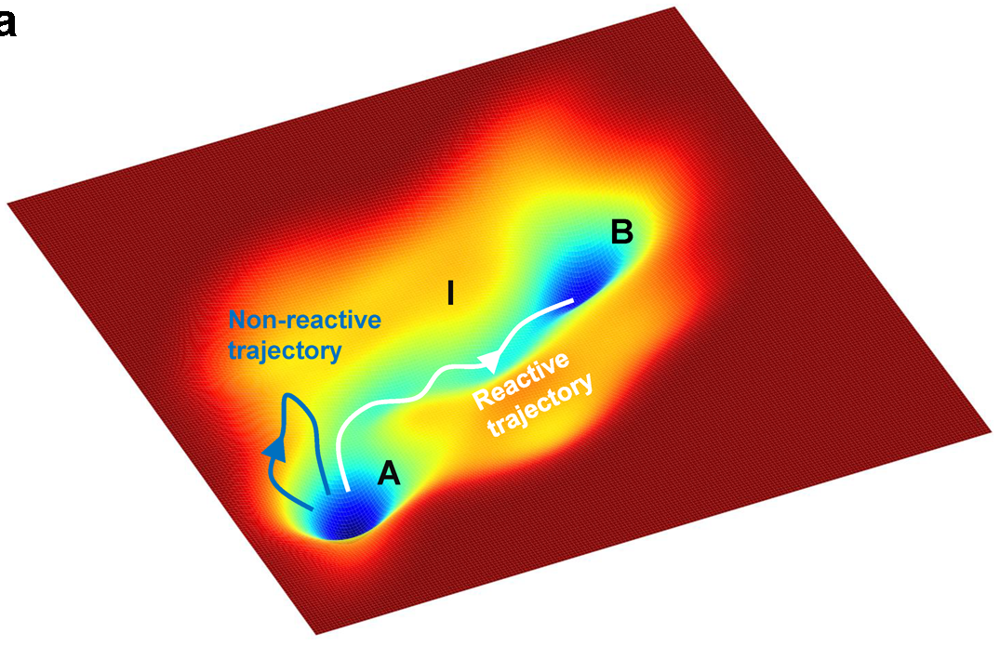 a
B
I
Non-reactive
trajectory
Reactive
trajectory
A